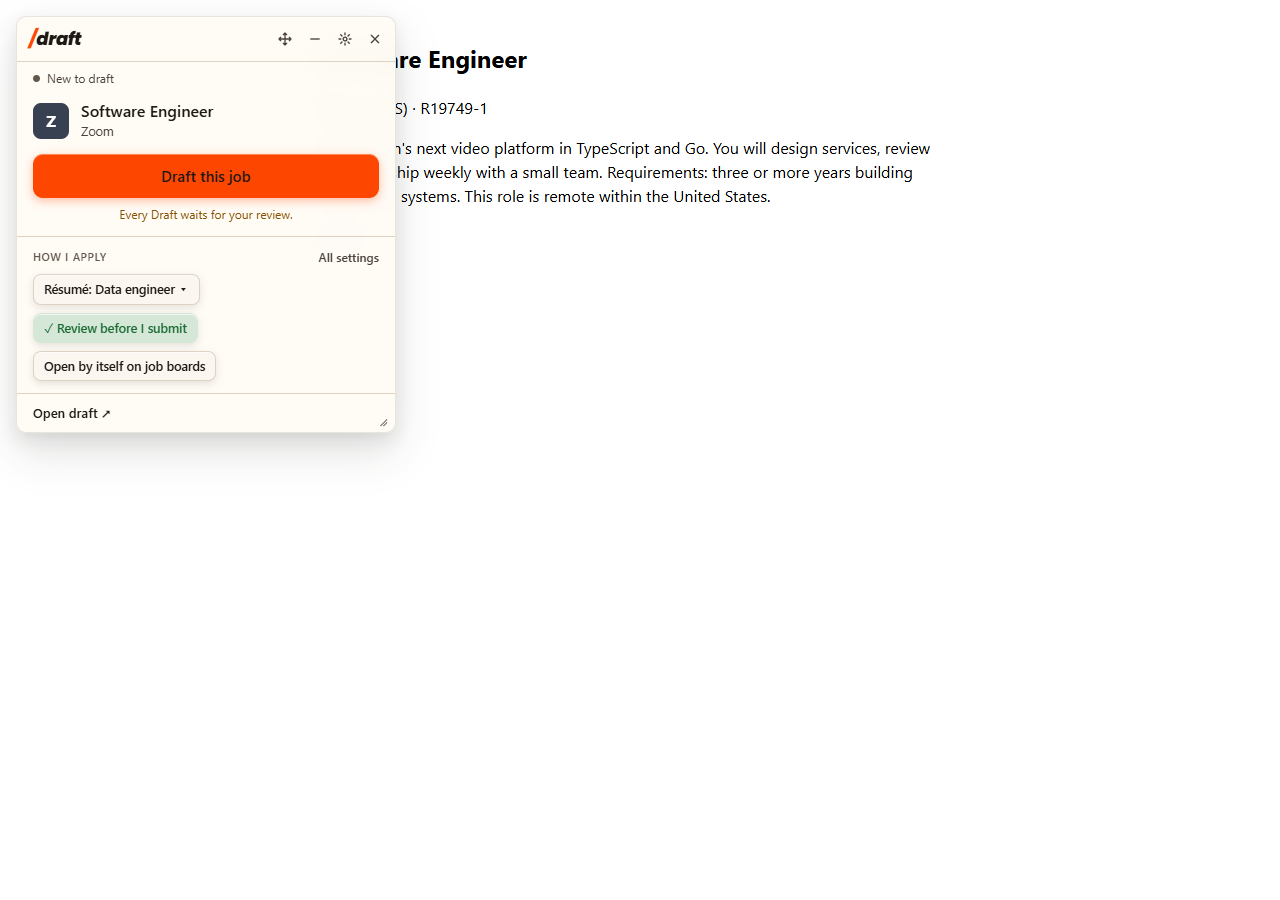 /draft
New to draft
Z
Software Engineer
Zoom
Draft this job
Every Draft waits for your review.
HOW I APPLY
All settings
Résumé: Data engineer
✓ Review before I submit
Open by itself on job boards
Open draft ↗
Engineer
S) · R19749-1
next video platform in TypeScript and Go. You will design services, review
weekly with a small team. Requirements: three or more years building
systems. This role is remote within the United States.